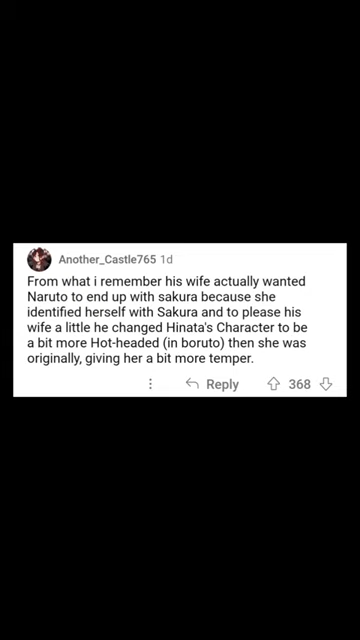 Another_Castle765 1d
From what i remember his wife actually wanted
Naruto to end up with sakura because she
identified herself with Sakura and to please his
wife a little he changed Hinata's Character to be
a bit more Hot-headed (in boruto) then she was
originally, giving her a bit more temper.
Reply 368